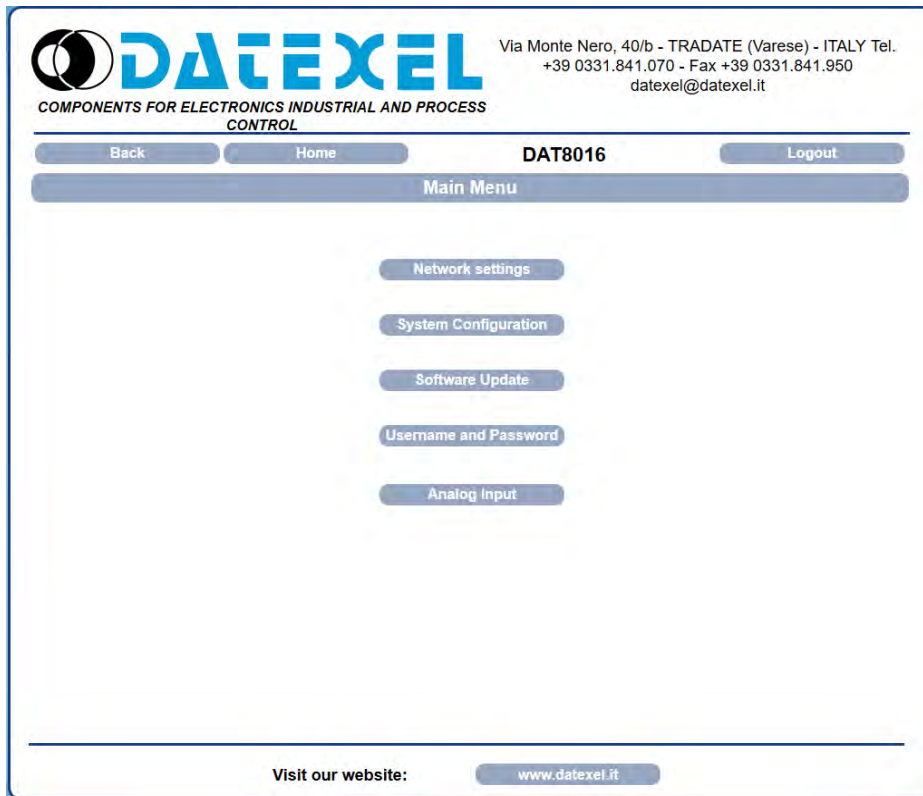 DATEXEL
COMPONENTS FOR ELECTRONICS INDUSTRIAL AND PROCESS
CONTROL
Via Monte Nero, 40/b - TRADATE (Varese) - ITALY Tel.
+39 0331.841.070 - Fax +39 0331.841.950
datexel@datexel.it
Back Home DAT8016 Logout
Main Menu
Network settings
System Configuration
Software Update
Username and Password
Analog Input
Visit our website: www.datexel.it